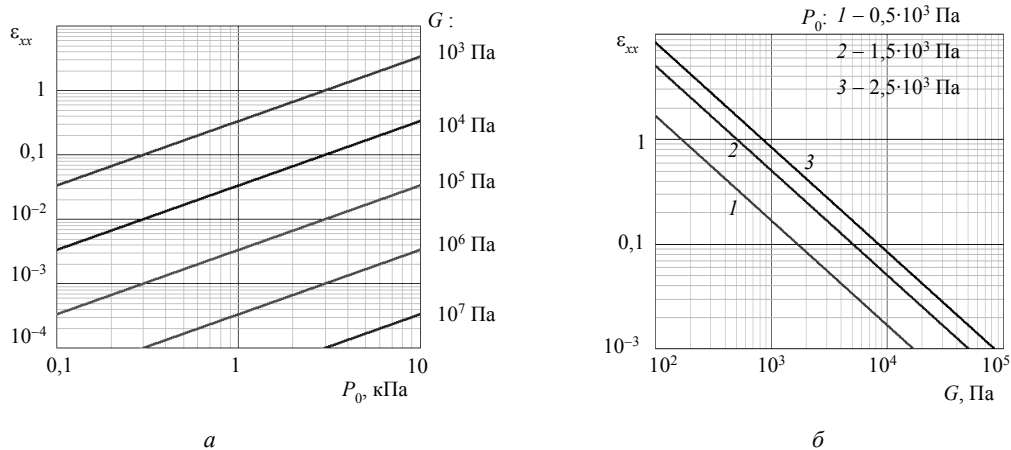 G :
ε_xx
10³ Па
1
10⁴ Па
0,1
10⁵ Па
10⁻²
10⁶ Па
10⁻³
10⁷ Па
10⁻⁴
0,1 1 10
P₀, кПа
а
P₀: 1 – 0,5·10³ Па
2 – 1,5·10³ Па
3 – 2,5·10³ Па
ε_xx
1
2
3
1
0,1
10⁻³
10² 10³ 10⁴ 10⁵
G, Па
б